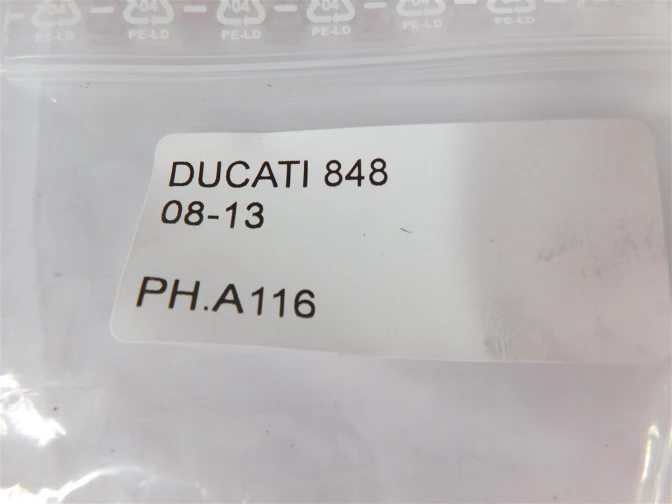 04 04 04 04 04 04
PE-LD PE-LD PE-LD PE-LD PE-LD PE-LD
DUCATI 848
08-13
PH.A116